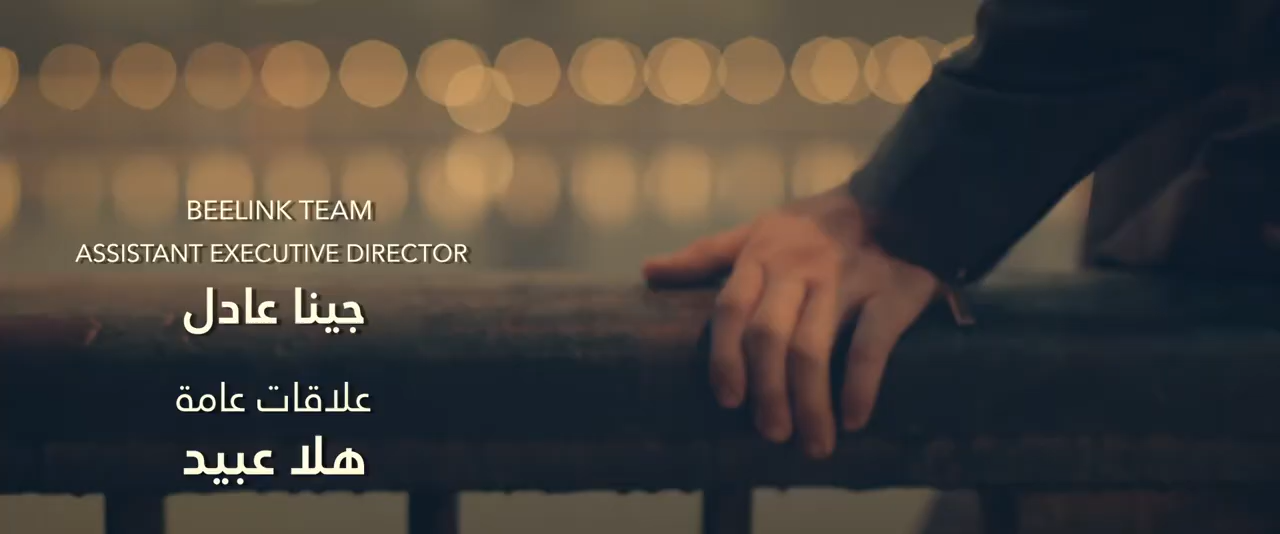 BEELINK TEAM
ASSISTANT EXECUTIVE DIRECTOR
جينا عادل
علاقات عامة
هلا عبيد